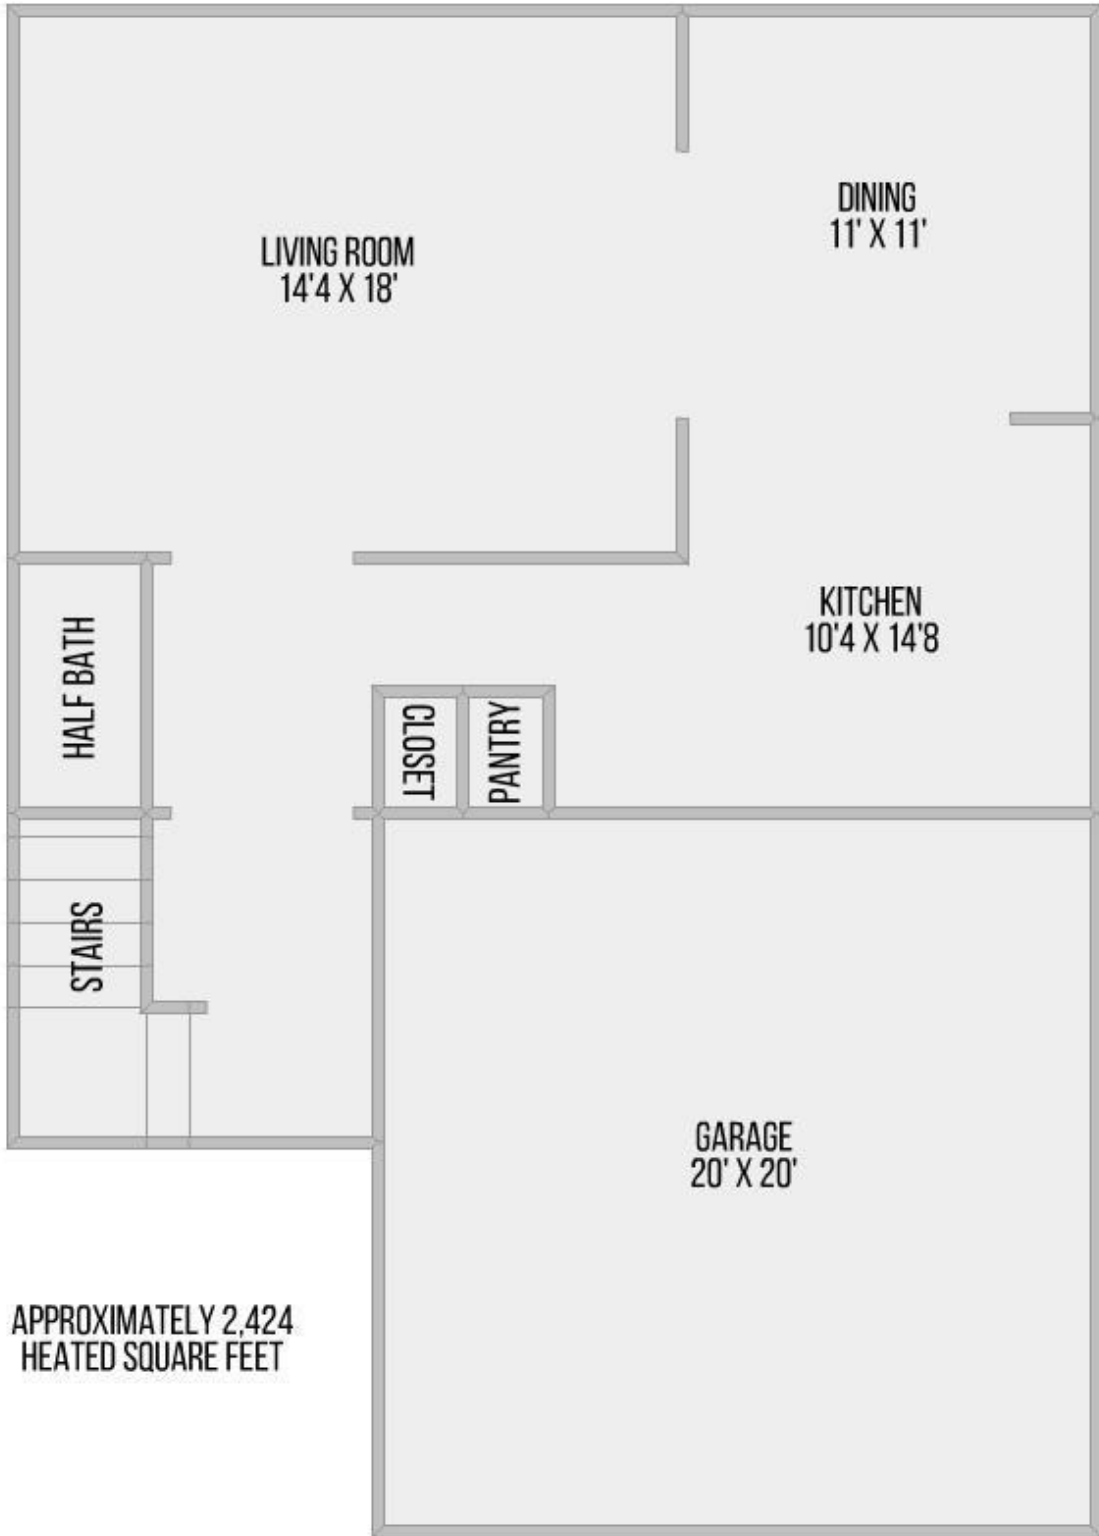 DINING
11' X 11'
LIVING ROOM
14'4 X 18'
KITCHEN
10'4 X 14'8
HALF BATH
CLOSET
PANTRY
STAIRS
GARAGE
20' X 20'
APPROXIMATELY 2,424
HEATED SQUARE FEET